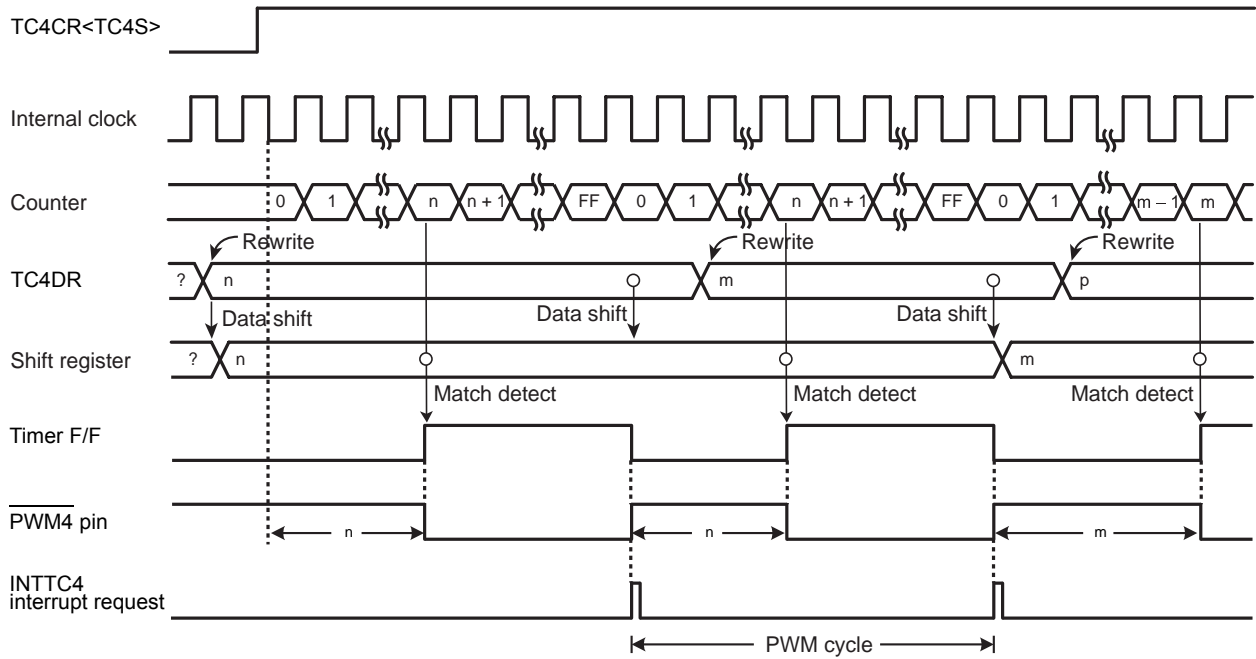 TC4CR<TC4S>
Internal clock
Counter 0 1 n n + 1 FF 0 1 n n + 1 FF 0 1 m – 1 m
Rewrite Rewrite Rewrite
TC4DR ? n m p
Data shift Data shift Data shift
Shift register ? n m
Match detect Match detect Match detect
Timer F/F
PWM4 pin n n m
INTTC4
interrupt request
PWM cycle